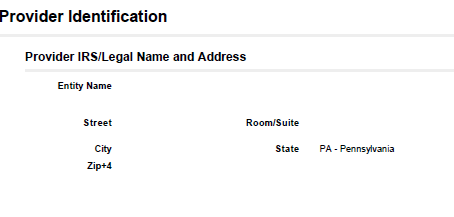 Provider Identification
Provider IRS/Legal Name and Address
Entity Name
Street Room/Suite
City State PA - Pennsylvania
Zip+4